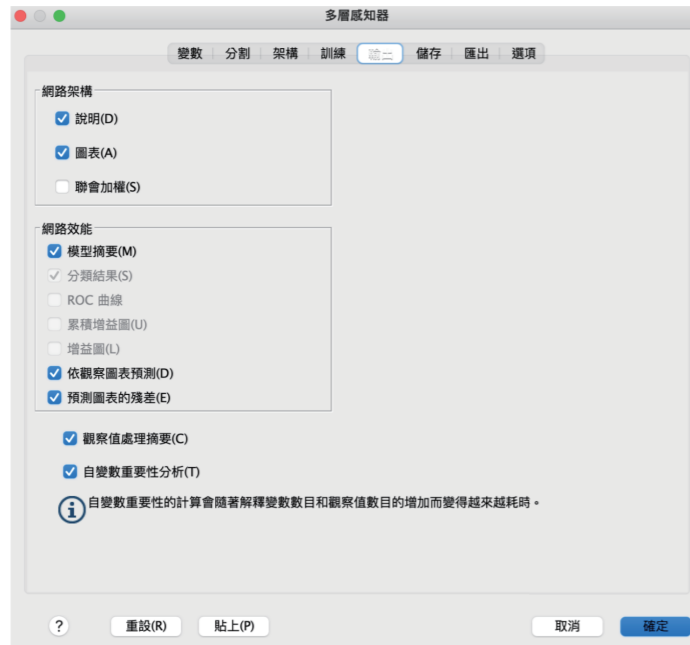 多層感知器
變數 分割 架構 訓練 儲存 匯出 選項
網路架構
說明(D)
圖表(A)
聯會加權(S)
網路效能
模型摘要(M)
分類結果(S)
ROC 曲線
累積增益圖(U)
增益圖(L)
依觀察圖表預測(D)
預測圖表的殘差(E)
觀察值處理摘要(C)
自變數重要性分析(T)
自變數重要性的計算會隨著解釋變數數目和觀察值數目的增加而變得越來越耗時。
? 重設(R) 貼上(P) 取消 確定